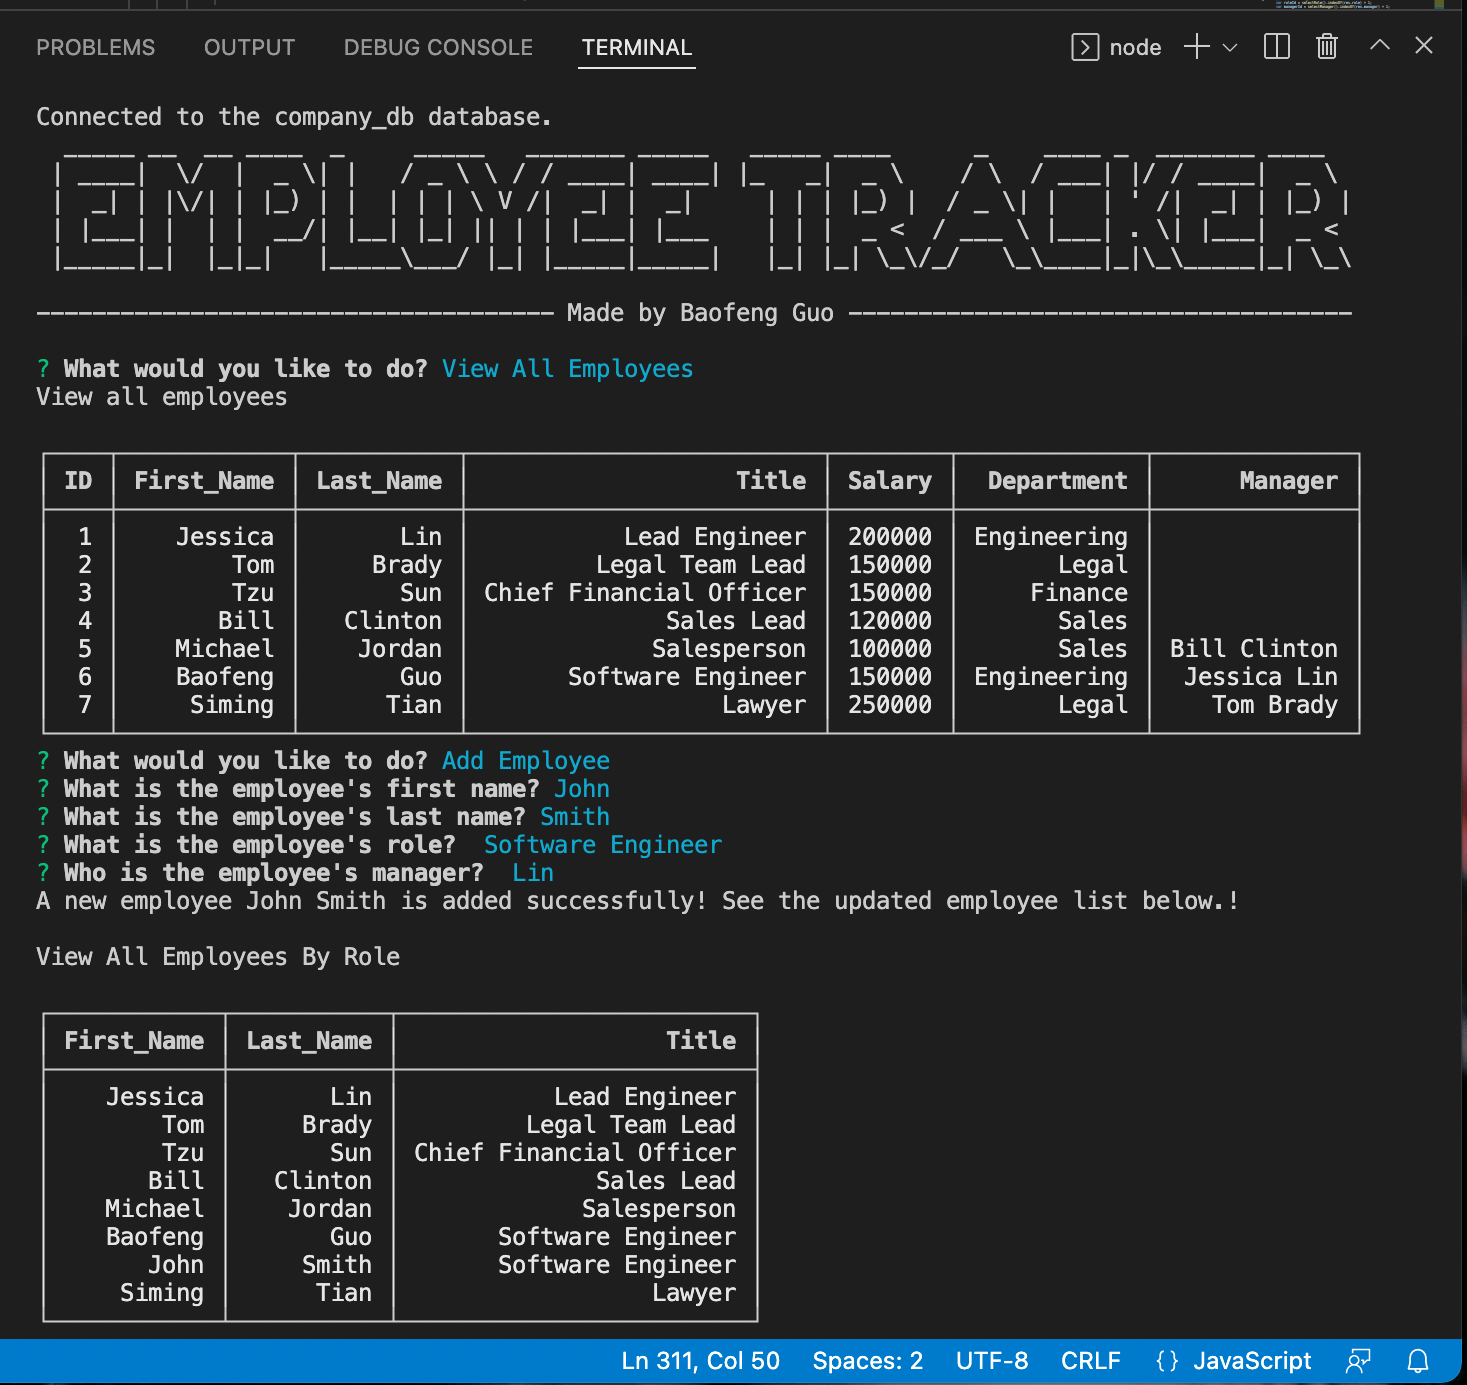 PROBLEMS OUTPUT DEBUG CONSOLE TERMINAL node
Connected to the company_db database.
EMPLOYEE TRACKER
Made by Baofeng Guo
? What would you like to do? View All Employees
View all employees
ID First_Name Last_Name Title Salary Department Manager
1 Jessica Lin Lead Engineer 200000 Engineering
2 Tom Brady Legal Team Lead 150000 Legal
3 Tzu Sun Chief Financial Officer 150000 Finance
4 Bill Clinton Sales Lead 120000 Sales
5 Michael Jordan Salesperson 100000 Sales Bill Clinton
6 Baofeng Guo Software Engineer 150000 Engineering Jessica Lin
7 Siming Tian Lawyer 250000 Legal Tom Brady
? What would you like to do? Add Employee
? What is the employee's first name? John
? What is the employee's last name? Smith
? What is the employee's role? Software Engineer
? Who is the employee's manager? Lin
A new employee John Smith is added successfully! See the updated employee list below.!
View All Employees By Role
First_Name Last_Name Title
Jessica Lin Lead Engineer
Tom Brady Legal Team Lead
Tzu Sun Chief Financial Officer
Bill Clinton Sales Lead
Michael Jordan Salesperson
Baofeng Guo Software Engineer
John Smith Software Engineer
Siming Tian Lawyer
Ln 311, Col 50 Spaces: 2 UTF-8 CRLF {} JavaScript